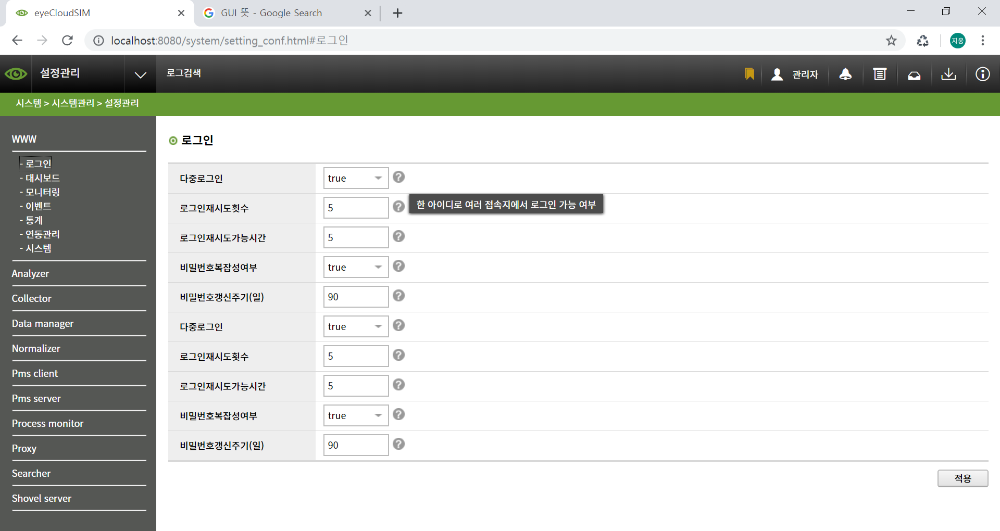 eyeCloudSIM
GUI 뜻 - Google Search
localhost:8080/system/setting_conf.html#로그인
지웅
설정관리
로그검색
관리자
시스템 > 시스템관리 > 설정관리
WWW
- 로그인
- 대시보드
- 모니터링
- 이벤트
- 통계
- 연동관리
- 시스템
Analyzer
Collector
Data manager
Normalizer
Pms client
Pms server
Process monitor
Proxy
Searcher
Shovel server
로그인
다중로그인 true ?
로그인재시도횟수 5 ?
한 아이디로 여러 접속지에서 로그인 가능 여부
로그인재시도가능시간 5 ?
비밀번호복잡성여부 true ?
비밀번호갱신주기(일) 90 ?
다중로그인 true ?
로그인재시도횟수 5 ?
로그인재시도가능시간 5 ?
비밀번호복잡성여부 true ?
비밀번호갱신주기(일) 90 ?
적용